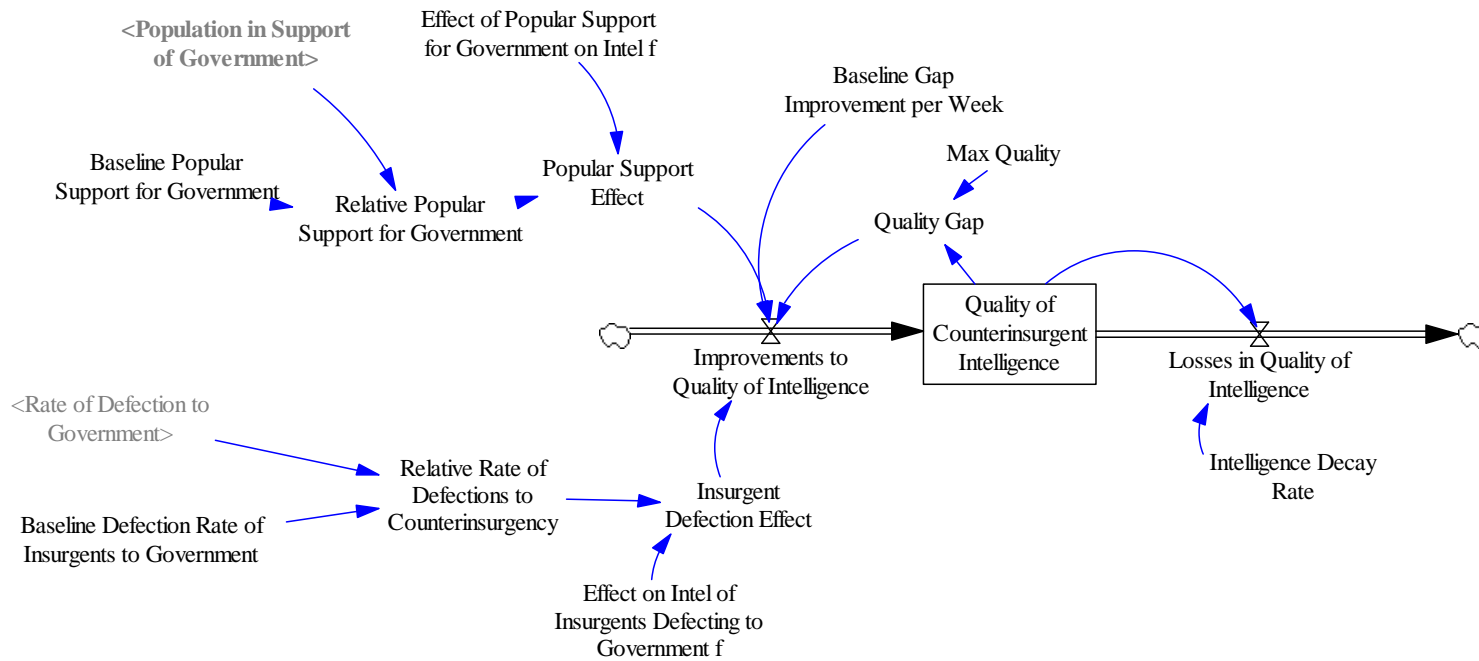 <Population in Support
of Government>
Effect of Popular Support
for Government on Intel f
Baseline Gap
Improvement per Week
Baseline Popular
Support for Government
Relative Popular
Support for Government
Popular Support
Effect
Max Quality
Quality Gap
Quality of
Counterinsurgent
Intelligence
Improvements to
Quality of Intelligence
Losses in Quality of
Intelligence
<Rate of Defection to
Government>
Relative Rate of
Defections to
Counterinsurgency
Insurgent
Defection Effect
Intelligence Decay
Rate
Baseline Defection Rate of
Insurgents to Government
Effect on Intel of
Insurgents Defecting to
Government f